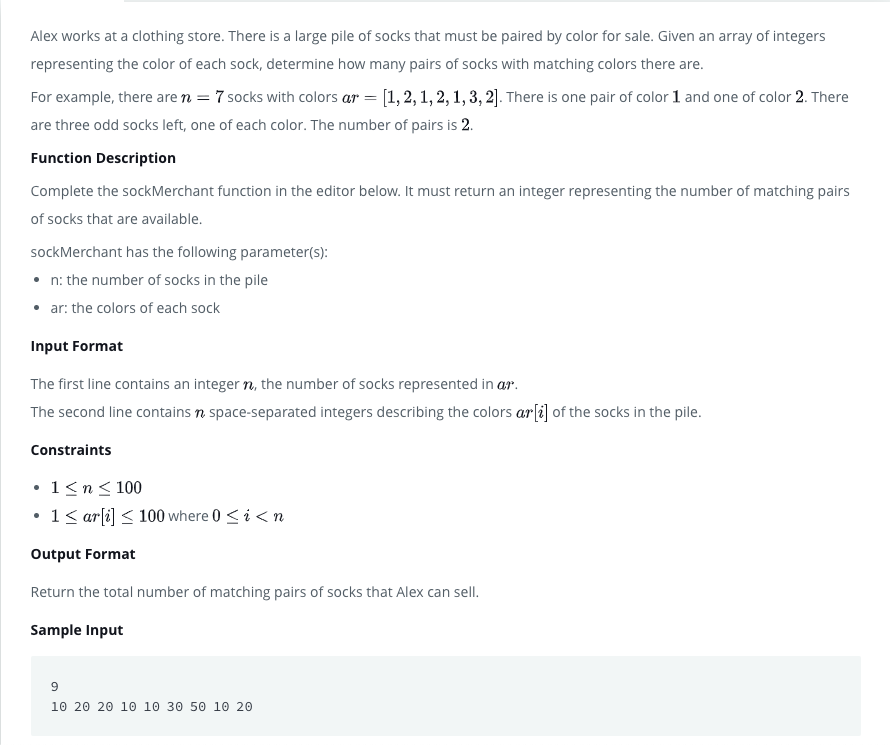 Alex works at a clothing store. There is a large pile of socks that must be paired by color for sale. Given an array of integers
representing the color of each sock, determine how many pairs of socks with matching colors there are.
For example, there are n = 7 socks with colors ar = [1, 2, 1, 2, 1, 3, 2]. There is one pair of color 1 and one of color 2. There
are three odd socks left, one of each color. The number of pairs is 2.
Function Description
Complete the sockMerchant function in the editor below. It must return an integer representing the number of matching pairs
of socks that are available.
sockMerchant has the following parameter(s):
• n: the number of socks in the pile
• ar: the colors of each sock
Input Format
The first line contains an integer n, the number of socks represented in ar.
The second line contains n space-separated integers describing the colors ar[i] of the socks in the pile.
Constraints
• 1 ≤ n ≤ 100
• 1 ≤ ar[i] ≤ 100 where 0 ≤ i < n
Output Format
Return the total number of matching pairs of socks that Alex can sell.
Sample Input
9
10 20 20 10 10 30 50 10 20